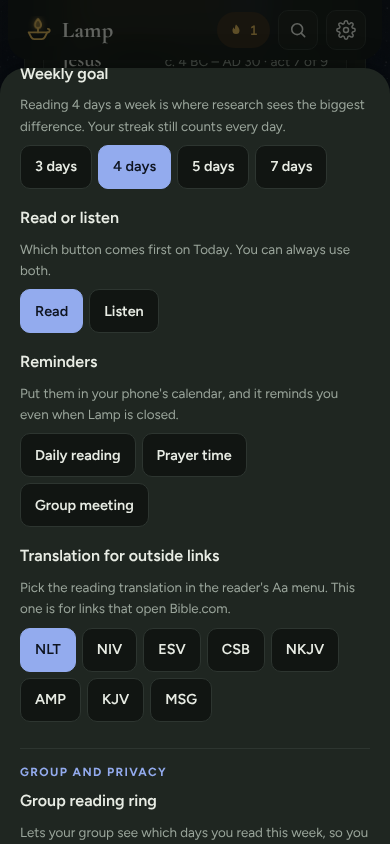 Lamp
1
Jesus
c. 4 BC – AD 30 · act 7 of 9
Weekly goal
Reading 4 days a week is where research sees the biggest
difference. Your streak still counts every day.
3 days
4 days
5 days
7 days
Read or listen
Which button comes first on Today. You can always use
both.
Read
Listen
Reminders
Put them in your phone's calendar, and it reminds you
even when Lamp is closed.
Daily reading
Prayer time
Group meeting
Translation for outside links
Pick the reading translation in the reader's Aa menu. This
one is for links that open Bible.com.
NLT
NIV
ESV
CSB
NKJV
AMP
KJV
MSG
GROUP AND PRIVACY
Group reading ring
Lets your group see which days you read this week, so you